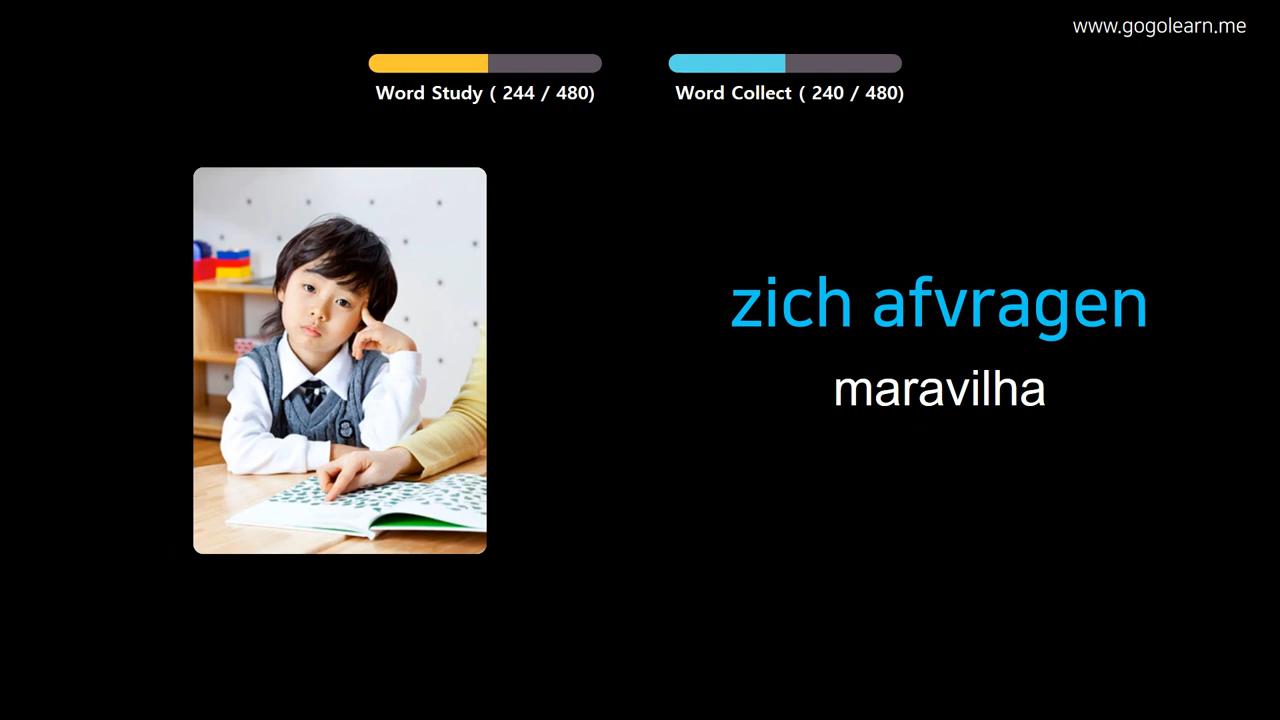 www.gogolearn.me
Word Study ( 244 / 480)
Word Collect ( 240 / 480)
zich afvragen
maravilha